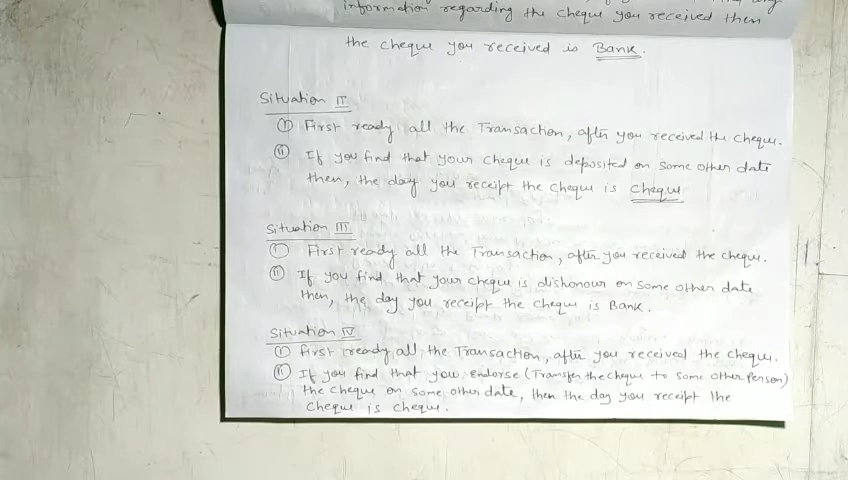 information regarding the cheque you received then
the cheque you received is Bank.
Situation II
(i) First ready all the Transaction, after you received the cheque.
(ii) If you find that your cheque is deposited on some other date
then, the day you receipt the cheque is cheque
Situation III
(i) First ready all the Transaction, after you received the cheque.
(ii) If you find that your cheque is dishonour on some other date
then, the day you receipt the cheque is Bank.
Situation IV
(i) First ready all the Transaction, after you received the cheque.
(ii) If you find that you endorse (Transfer the cheque to some other person)
the cheque on some other date, then the day you receipt the
cheque is cheque.